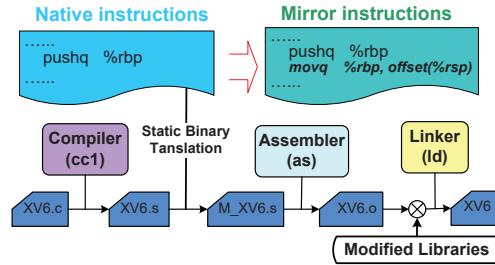 Native instructions
Mirror instructions
......
pushq %rbp
......
......
pushq %rbp
movq %rbp, offset(%rsp)
......
Compiler
(cc1)
Static Binary
Tanslation
Assembler
(as)
Linker
(ld)
XV6.c
XV6.s
M_XV6.s
XV6.o
XV6
Modified Libraries